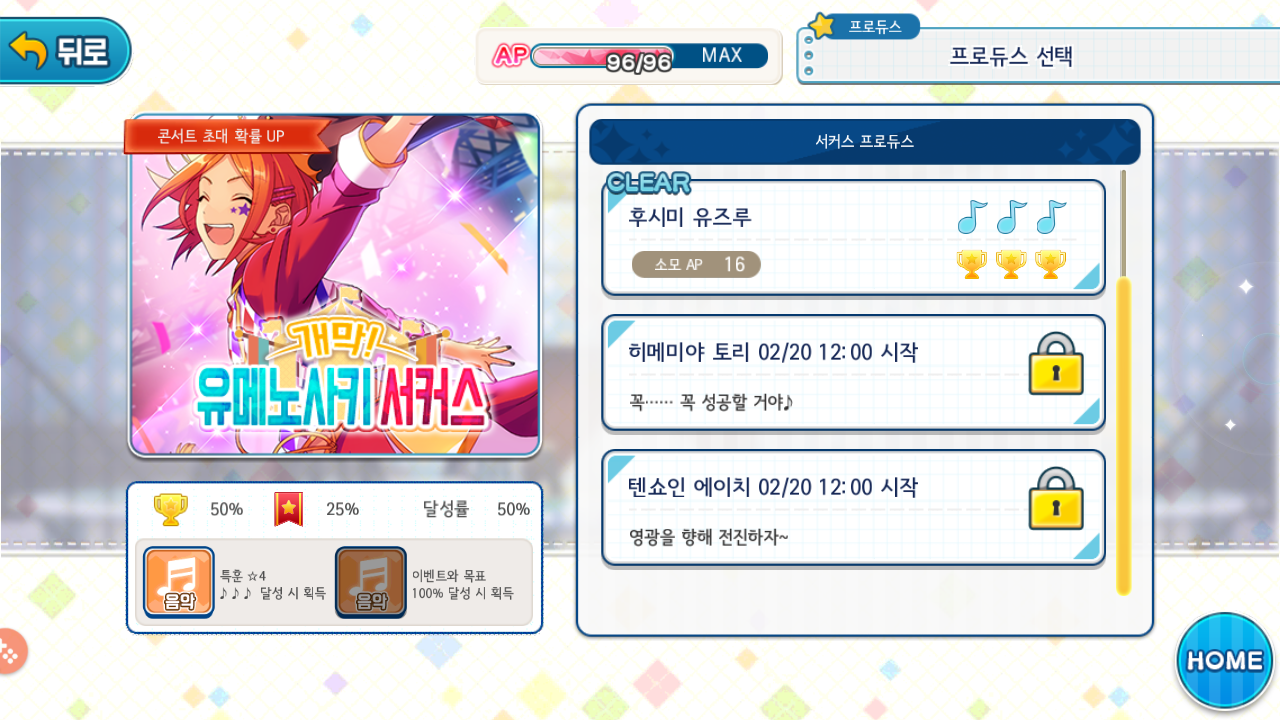 뒤로
AP 96/96 MAX
프로듀스
프로듀스 선택
콘서트 초대 확률 UP
개막!
유메노사키 서커스
50% 25% 달성률 50%
음악
특훈 ☆4
♪♪♪ 달성 시 획득
음악
이벤트와 목표
100% 달성 시 획득
서커스 프로듀스
CLEAR
후시미 유즈루
소모 AP 16
히메미야 토리 02/20 12:00 시작
꼭…… 꼭 성공할 거야♪
텐쇼인 에이치 02/20 12:00 시작
영광을 향해 전진하자~
HOME